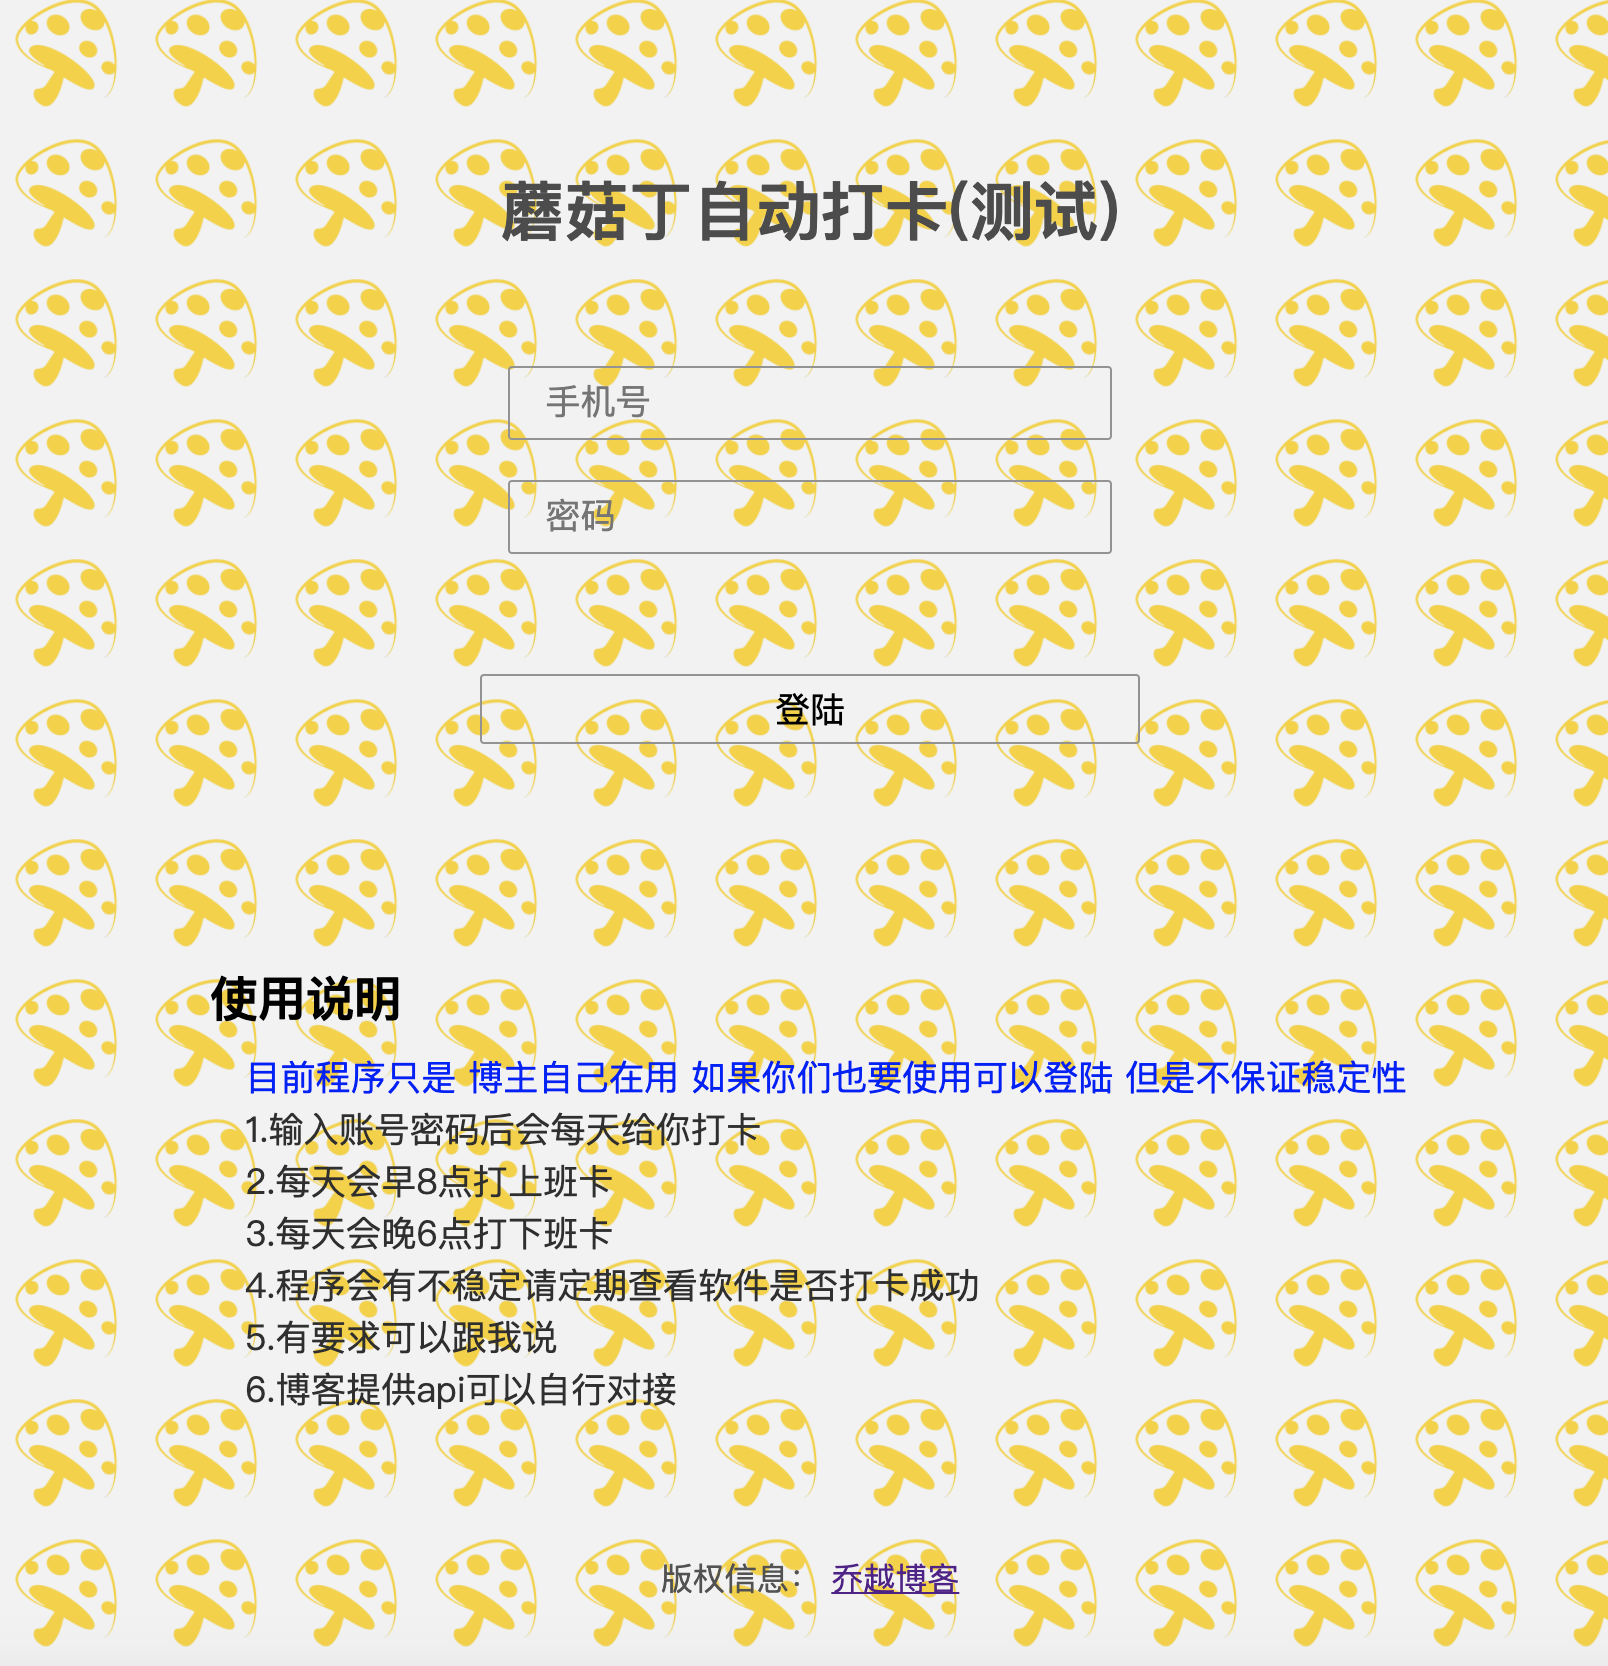 蘑菇丁自动打卡(测试)
手机号
密码
登陆
使用说明
目前程序只是 博主自己在用 如果你们也要使用可以登陆 但是不保证稳定性
1.输入账号密码后会每天给你打卡
2.每天会早8点打上班卡
3.每天会晚6点打下班卡
4.程序会有不稳定请定期查看软件是否打卡成功
5.有要求可以跟我说
6.博客提供api可以自行对接
版权信息： 乔越博客